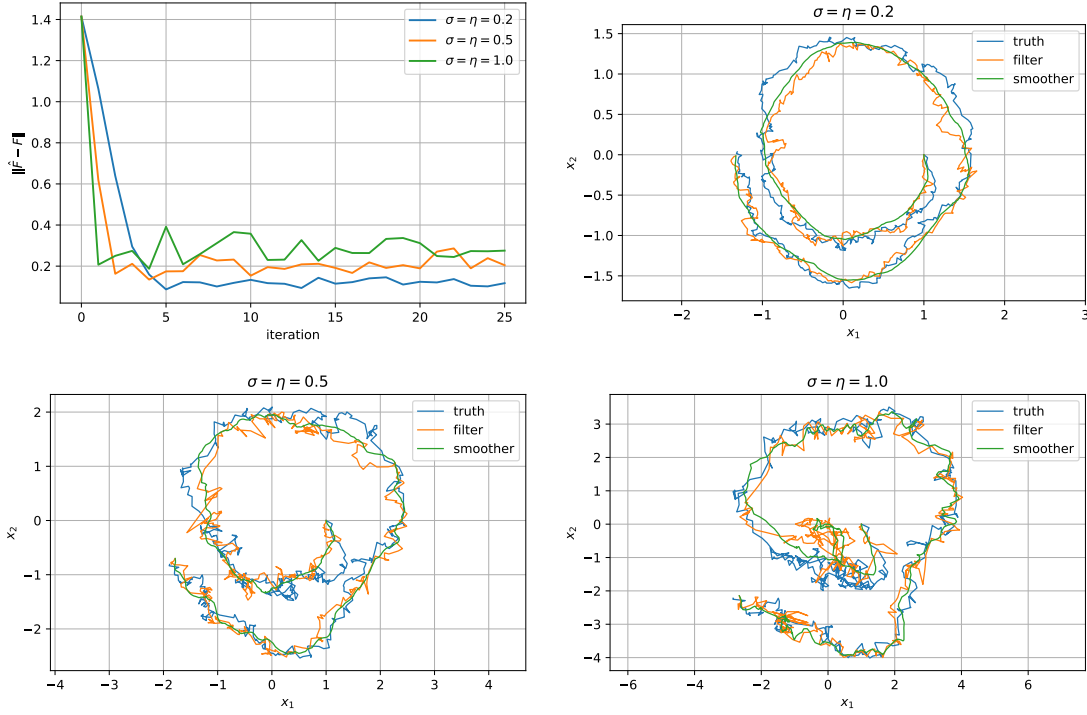 1.4
1.2
1.0
0.8
0.6
0.4
0.2
‖F̂ − F‖
0 5 10 15 20 25
iteration
σ = η = 0.2
σ = η = 0.5
σ = η = 1.0
σ = η = 0.2
truth
filter
smoother
1.5
1.0
0.5
0.0
−0.5
−1.0
−1.5
x₂
−2 −1 0 1 2 3
x₁
σ = η = 0.5
truth
filter
smoother
2
1
0
−1
−2
x₂
−4 −3 −2 −1 0 1 2 3 4
x₁
σ = η = 1.0
truth
filter
smoother
3
2
1
0
−1
−2
−3
−4
x₂
−6 −4 −2 0 2 4 6
x₁